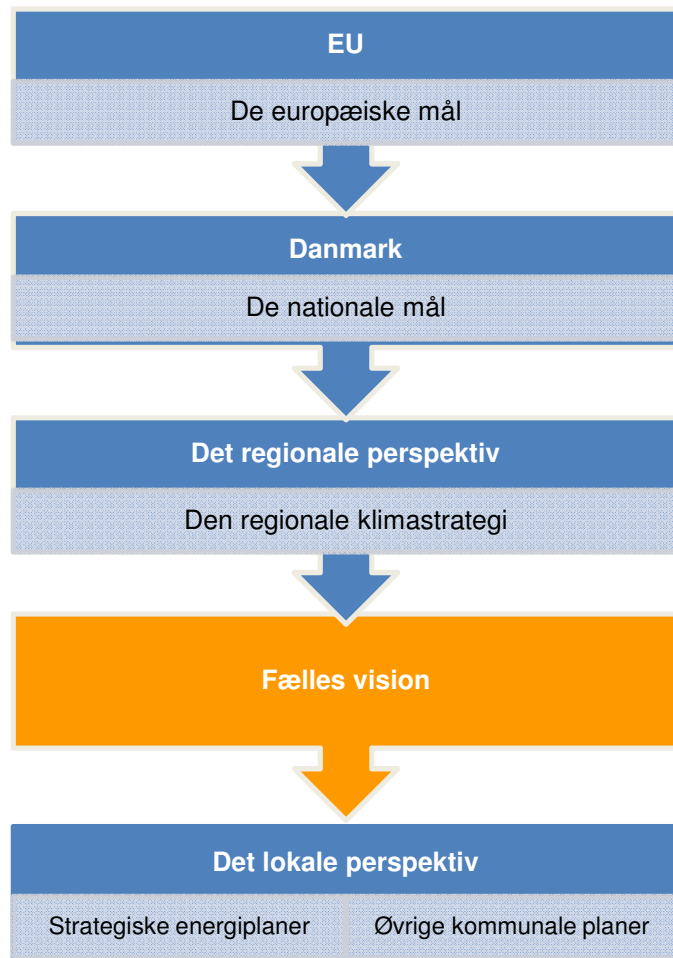 EU
De europæiske mål
Danmark
De nationale mål
Det regionale perspektiv
Den regionale klimastrategi
Fælles vision
Det lokale perspektiv
Strategiske energiplaner
Øvrige kommunale planer